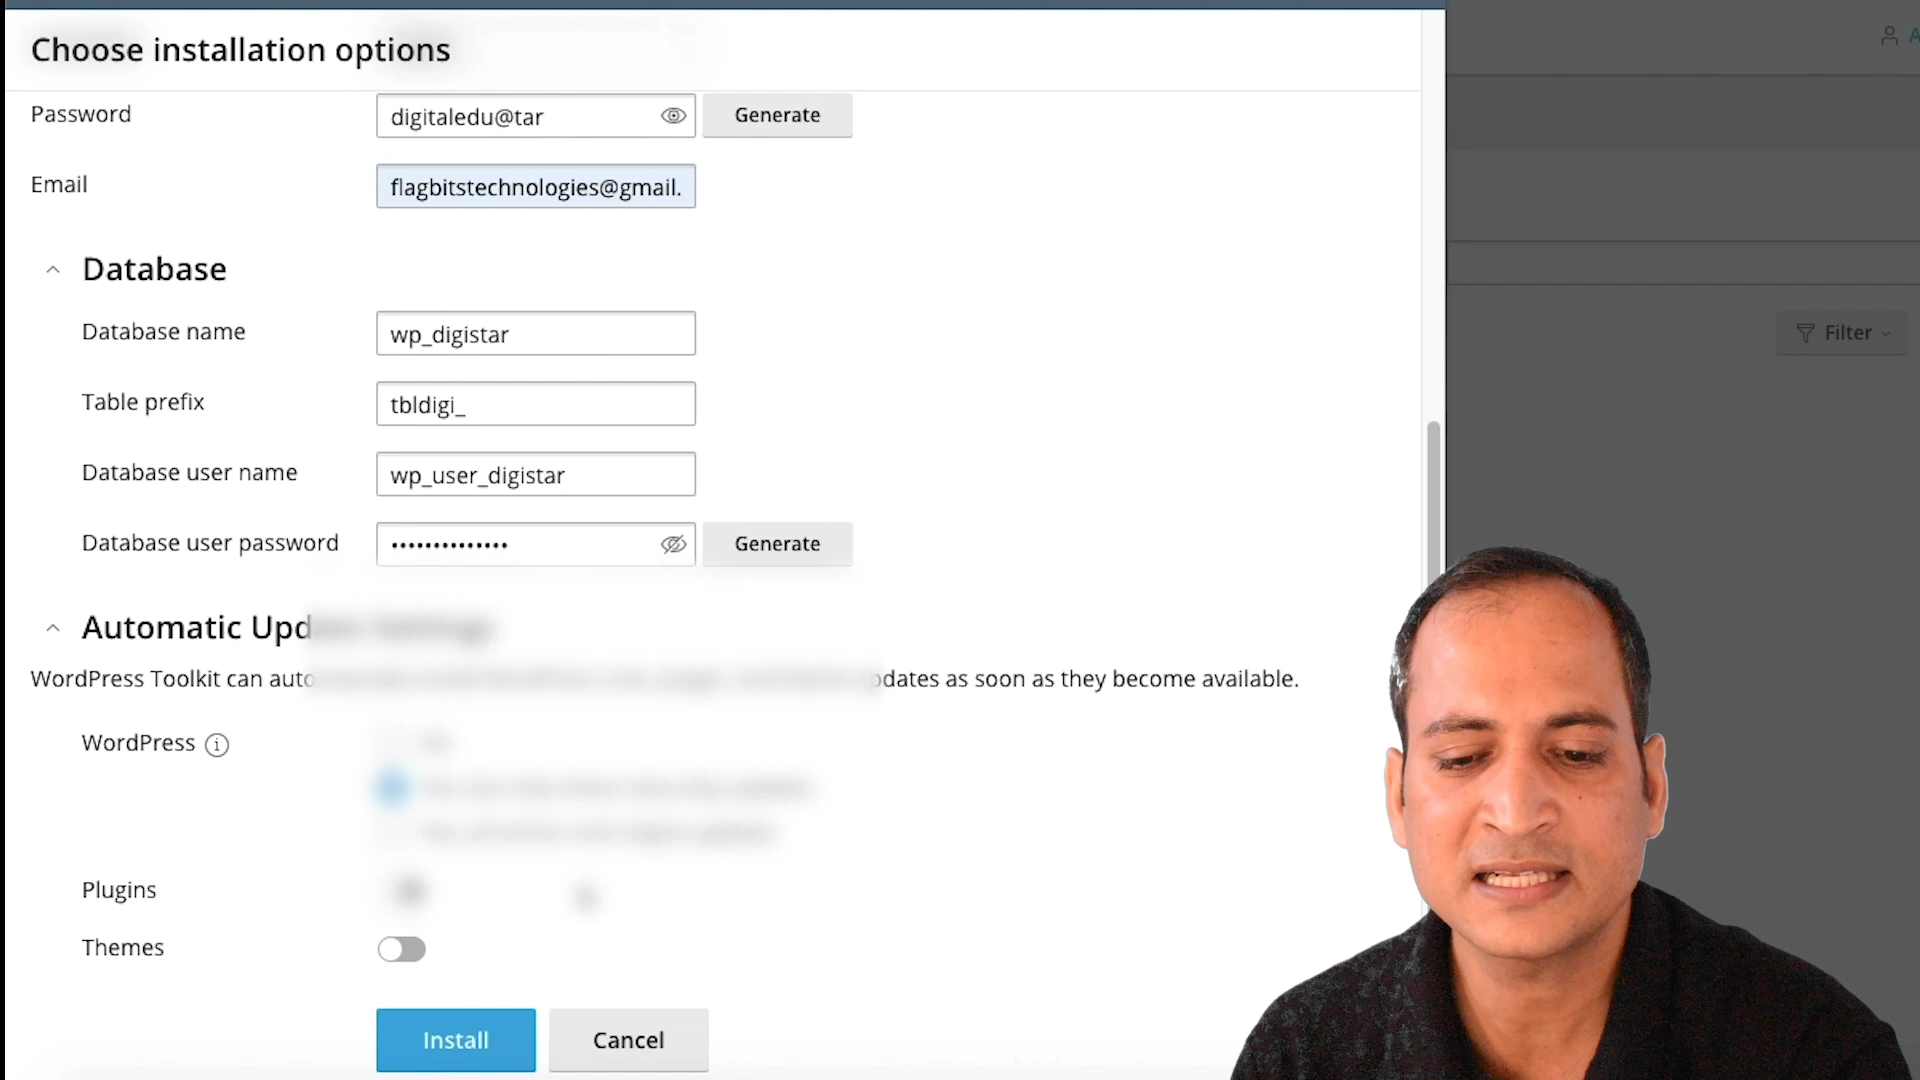 Choose installation options
A
Password
digitaledu@tar
Generate
Email
flagbitstechnologies@gmail.
Database
Database name
wp_digistar
Filter
Table prefix
tbldigi_
Database user name
wp_user_digistar
Database user password
••••••••••••••
Generate
Automatic Upd
WordPress Toolkit can auto pdates as soon as they become available.
WordPress
Plugins
Themes
Install
Cancel